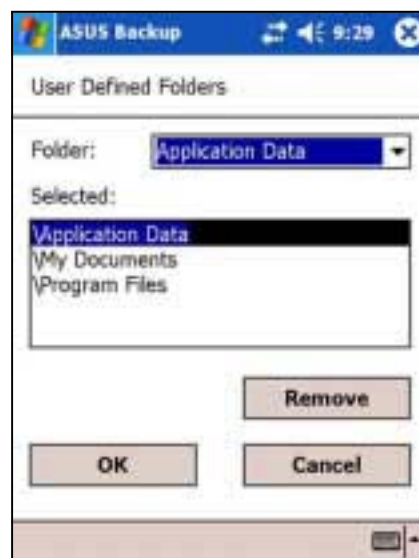 ASUS Backup 9:29
User Defined Folders
Folder: Application Data
Selected:
\Application Data
\My Documents
\Program Files
Remove
OK Cancel